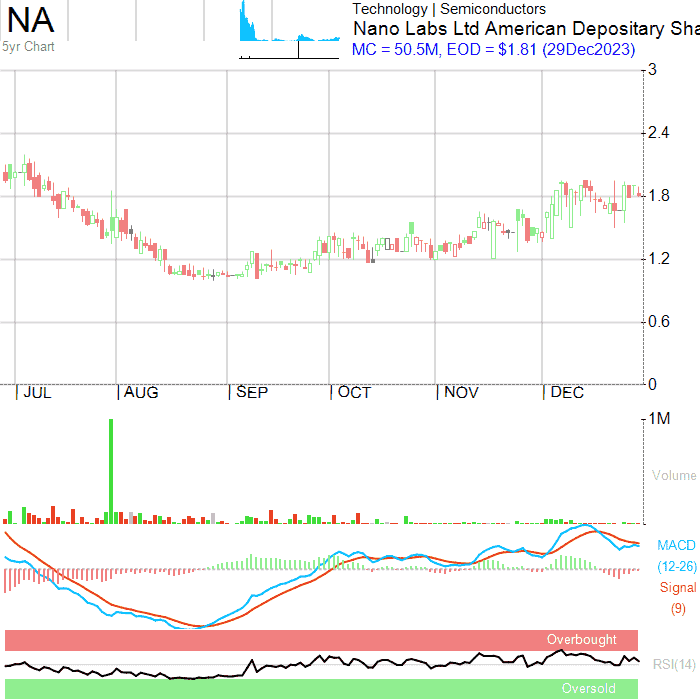 NA
5yr Chart
Technology | Semiconductors
Nano Labs Ltd American Depositary Sha
MC = 50.5M, EOD = $1.81 (29Dec2023)
3
2.4
1.8
1.2
0.6
0
JUL AUG SEP OCT NOV DEC
1M
Volume
MACD
(12-26)
Signal
(9)
Overbought
RSI(14)
Oversold